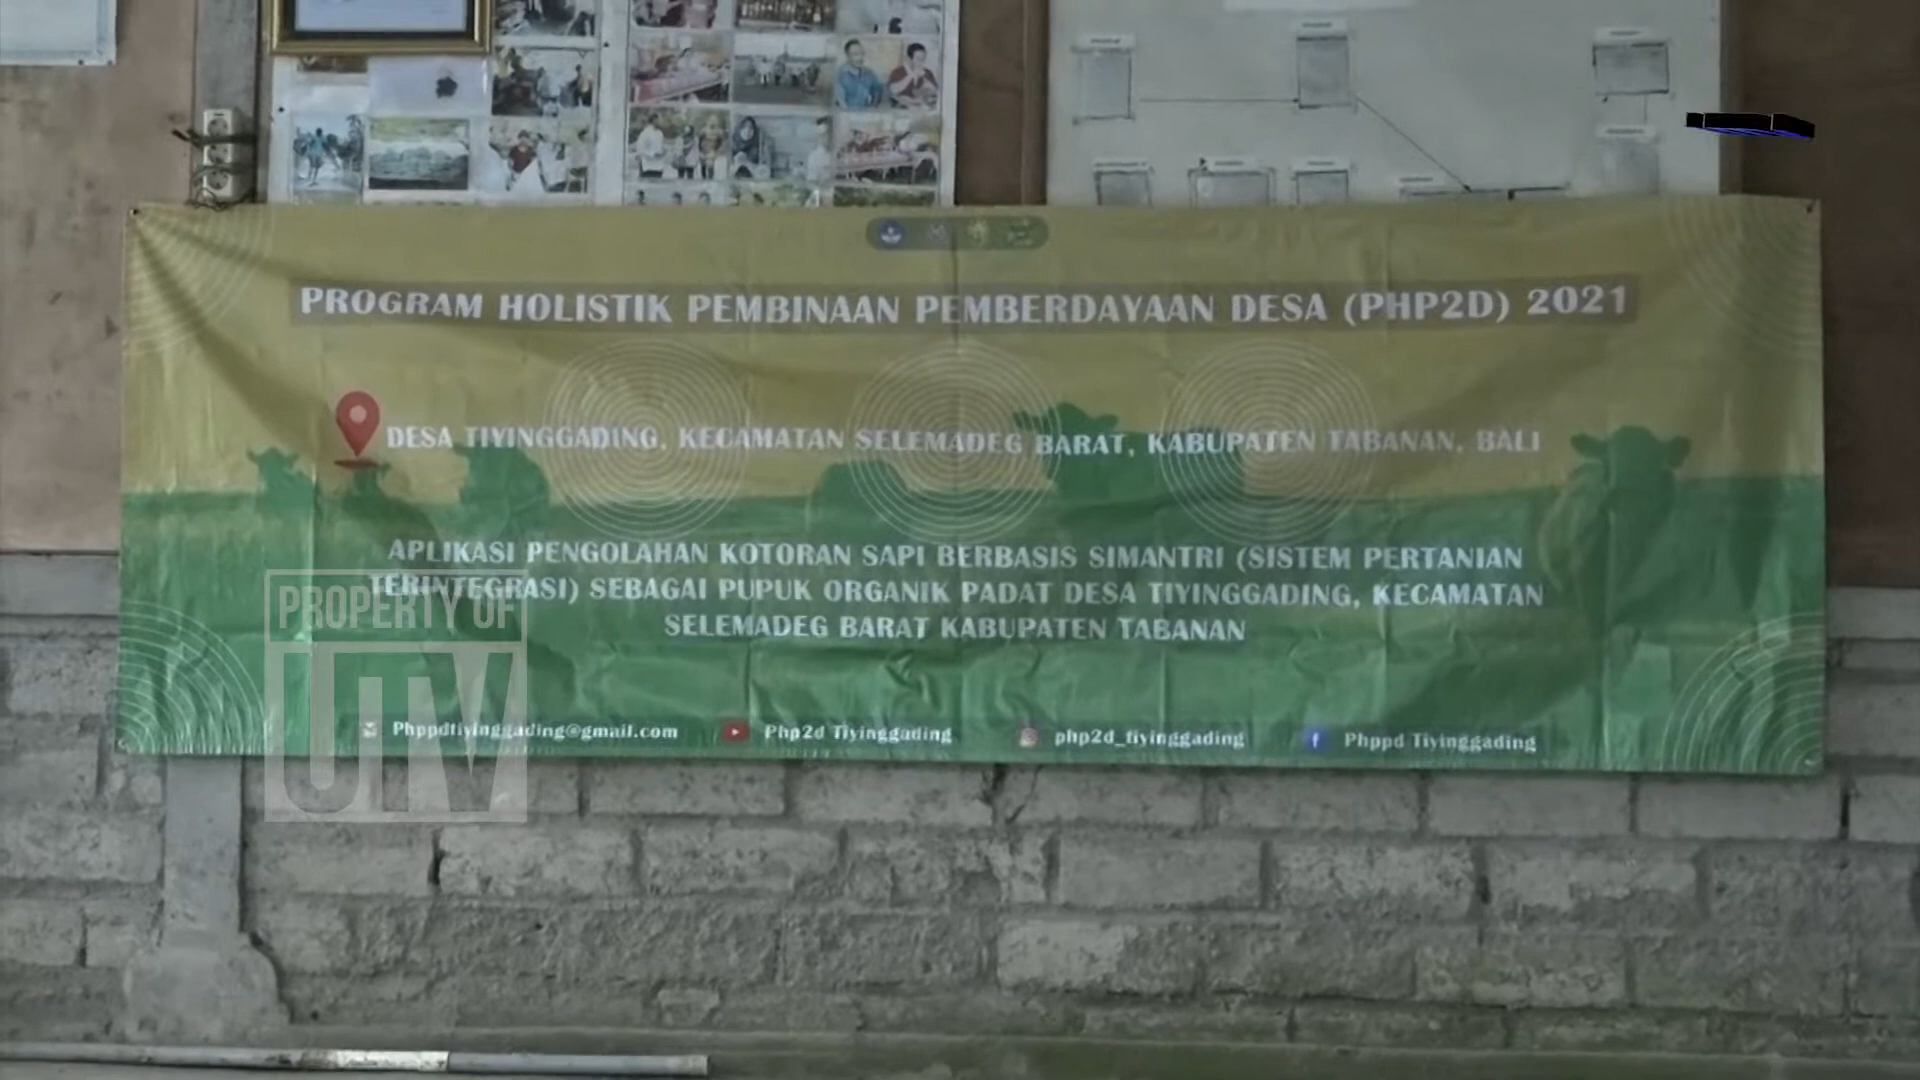 PROGRAM HOLISTIK PEMBINAAN PEMBERDAYAAN DESA (PHP2D) 2021
DESA TIYINGGADING, KECAMATAN SELEMADEG BARAT, KABUPATEN TABANAN, BALI
APLIKASI PENGOLAHAN KOTORAN SAPI BERBASIS SIMANTRI (SISTEM PERTANIAN
TERINTEGRASI) SEBAGAI PUPUK ORGANIK PADAT DESA TIYINGGADING, KECAMATAN
SELEMADEG BARAT KABUPATEN TABANAN
PROPERTY OF
UTV
Phppdtiyinggading@gmail.com
Php2d Tiyinggading
php2d_tiyinggading
Phppd Tiyinggading